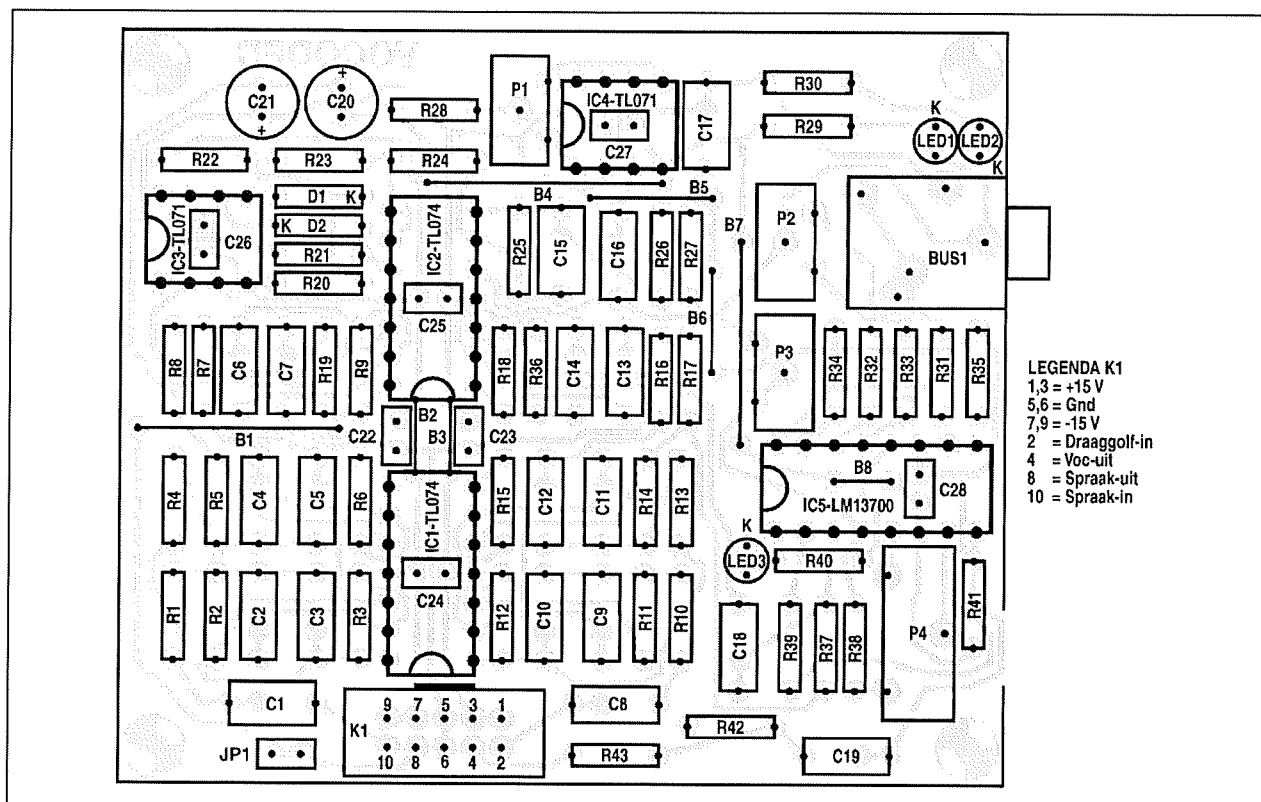 C21
+
+
C20
R28
P1
IC4-TL071
C27
C17
R30
R29
K
LED1
LED2
K
R22
R23
R24
D1 K
K D2
R21
R20
IC3-TL071
C26
B4
B5
IC2-TL074
C25
R25
C15
C16
R26
R27
B7
B6
P2
BUS1
R8
R7
C6
C7
R19
R9
R18
R36
C14
C13
R16
R17
P3
R34
R32
R33
R31
R35
B1
C22
B2
B3
C23
R4
R5
C4
C5
R6
IC1-TL074
C24
R15
C12
C11
R14
R13
B8
IC5-LM13700
C28
K
LED3
R40
R41
R1
R2
C2
C3
R3
R12
C10
C9
R11
R10
C18
R39
R37
R38
P4
C1
JP1
K1
9 7 5 3 1
10 8 6 4 2
C8
R43
R42
C19
LEGENDA K1
1,3 = +15 V
5,6 = Gnd
7,9 = -15 V
2 = Draaggolf-in
4 = Voc-uit
8 = Spraak-uit
10 = Spraak-in